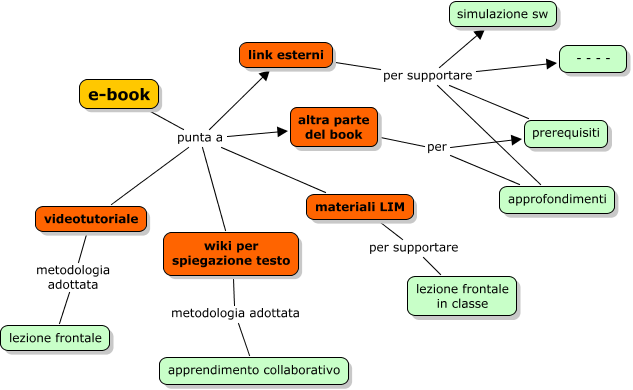 simulazione sw
link esterni
- - - -
per supportare
e-book
altra parte
del book
prerequisiti
punta a
per
approfondimenti
videotutoriale
materiali LIM
wiki per
spiegazione testo
per supportare
metodologia
adottata
lezione frontale
in classe
metodologia adottata
lezione frontale
apprendimento collaborativo